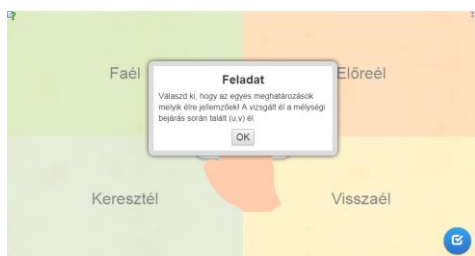 Faél
Előreél
Feladat
Válaszd ki, hogy az egyes meghatározások
melyik élre jellemzőek! A vizsgált él a mélységi
bejárás során talált (u,v) él.
OK
Keresztél
Visszaél